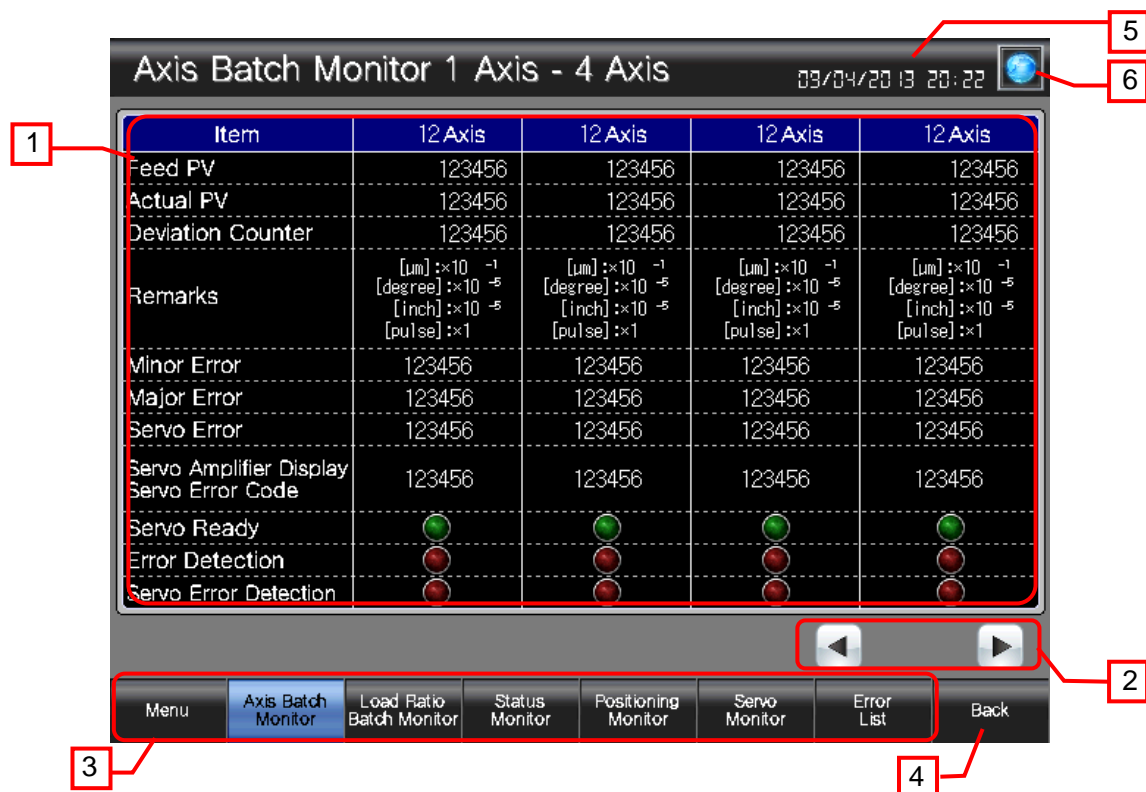 5
Axis Batch Monitor 1 Axis - 4 Axis 09/04/2013 20:22
6
1
Item 12 Axis 12 Axis 12 Axis 12 Axis
Feed PV 123456 123456 123456 123456
Actual PV 123456 123456 123456 123456
Deviation Counter 123456 123456 123456 123456
Remarks
[µm]:×10 -1 [µm]:×10 -1 [µm]:×10 -1 [µm]:×10 -1
[degree]:×10 -5 [degree]:×10 -5 [degree]:×10 -5 [degree]:×10 -5
[inch]:×10 -5 [inch]:×10 -5 [inch]:×10 -5 [inch]:×10 -5
[pulse]:×1 [pulse]:×1 [pulse]:×1 [pulse]:×1
Minor Error 123456 123456 123456 123456
Major Error 123456 123456 123456 123456
Servo Error 123456 123456 123456 123456
Servo Amplifier Display
Servo Error Code 123456 123456 123456 123456
Servo Ready
Error Detection
Servo Error Detection
2
Menu
Axis Batch
Monitor
Load Ratio
Batch Monitor
Status
Monitor
Positioning
Monitor
Servo
Monitor
Error
List
Back
3
4